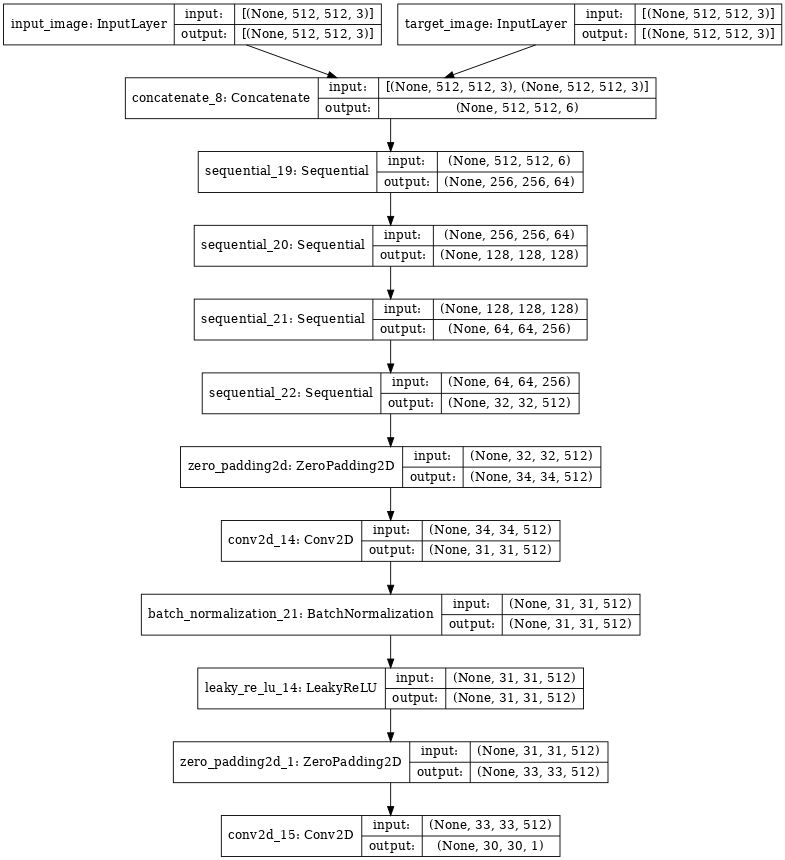 input_image: InputLayer
input: [(None, 512, 512, 3)]
output: [(None, 512, 512, 3)]
target_image: InputLayer
input: [(None, 512, 512, 3)]
output: [(None, 512, 512, 3)]
concatenate_8: Concatenate
input: [(None, 512, 512, 3), (None, 512, 512, 3)]
output: (None, 512, 512, 6)
sequential_19: Sequential
input: (None, 512, 512, 6)
output: (None, 256, 256, 64)
sequential_20: Sequential
input: (None, 256, 256, 64)
output: (None, 128, 128, 128)
sequential_21: Sequential
input: (None, 128, 128, 128)
output: (None, 64, 64, 256)
sequential_22: Sequential
input: (None, 64, 64, 256)
output: (None, 32, 32, 512)
zero_padding2d: ZeroPadding2D
input: (None, 32, 32, 512)
output: (None, 34, 34, 512)
conv2d_14: Conv2D
input: (None, 34, 34, 512)
output: (None, 31, 31, 512)
batch_normalization_21: BatchNormalization
input: (None, 31, 31, 512)
output: (None, 31, 31, 512)
leaky_re_lu_14: LeakyReLU
input: (None, 31, 31, 512)
output: (None, 31, 31, 512)
zero_padding2d_1: ZeroPadding2D
input: (None, 31, 31, 512)
output: (None, 33, 33, 512)
conv2d_15: Conv2D
input: (None, 33, 33, 512)
output: (None, 30, 30, 1)